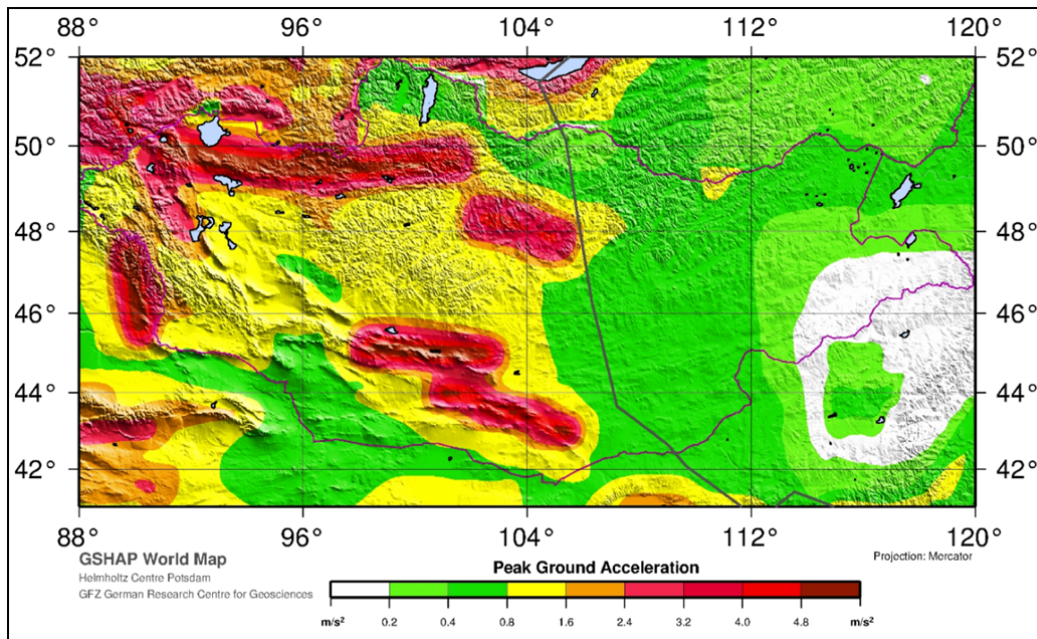 88° 96° 104° 112° 120°
52° 52°
50° 50°
48° 48°
46° 46°
44° 44°
42° 42°
88° 96° 104° 112° 120°
GSHAP World Map
Helmholtz Centre Potsdam
GFZ German Research Centre for Geosciences
Projection: Mercator
Peak Ground Acceleration
m/s² 0.2 0.4 0.8 1.6 2.4 3.2 4.0 4.8 m/s²